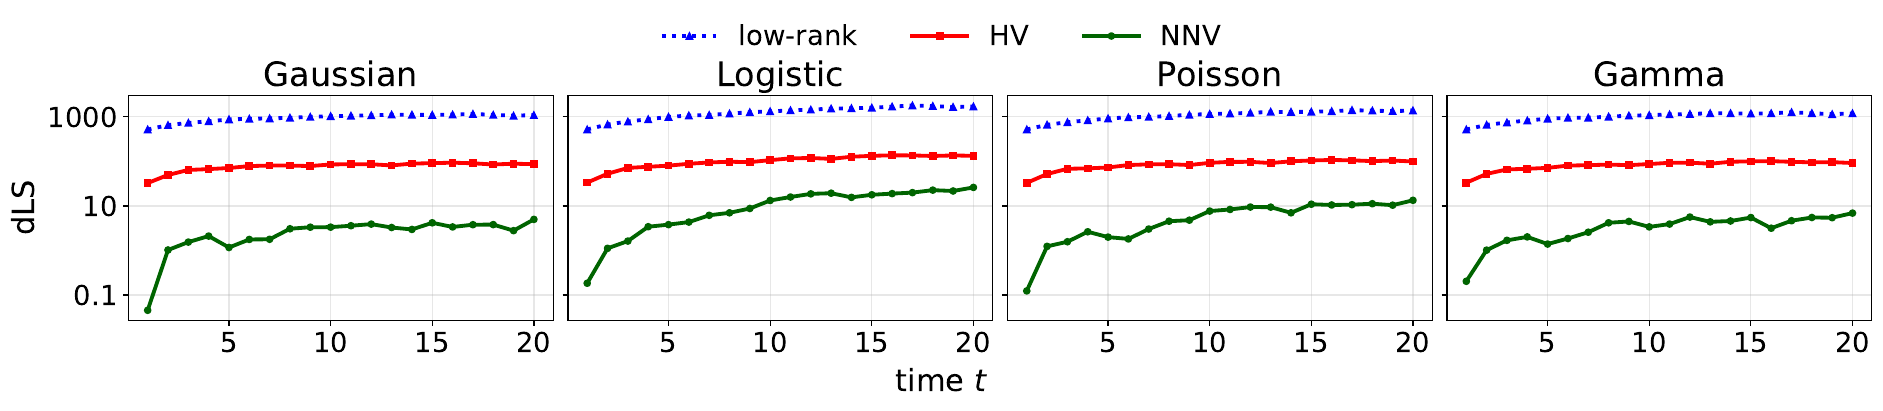 low-rank HV NNV
Gaussian Logistic Poisson Gamma
dLS
1000
10
0.1
5 10 15 20 5 10 15 20 5 10 15 20 5 10 15 20
time t